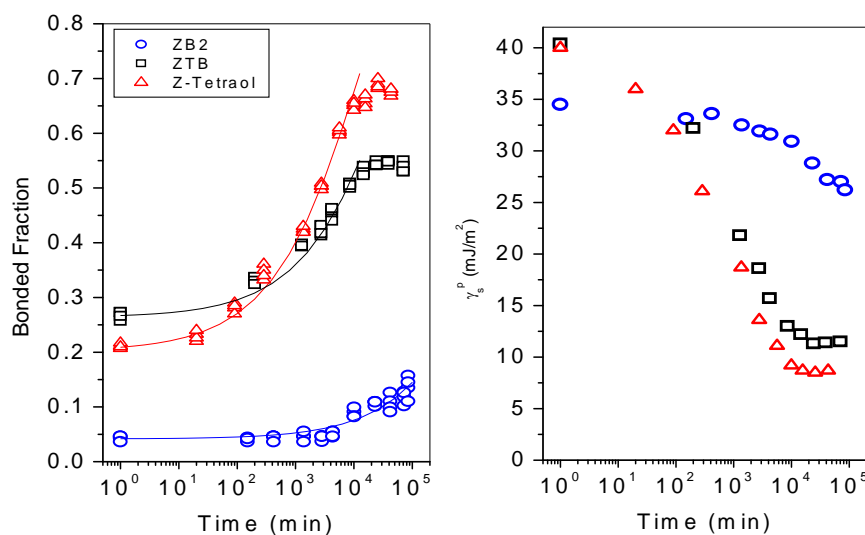 0.8
0.7
0.6
0.5
0.4
0.3
0.2
0.1
0.0
Bonded Fraction
ZB2
ZTB
Z-Tetraol
10⁰ 10¹ 10² 10³ 10⁴ 10⁵
Time (min)
40
35
30
25
20
15
10
5
0
γₛᵖ (mJ/m²)
10⁰ 10¹ 10² 10³ 10⁴ 10⁵
Time (min)